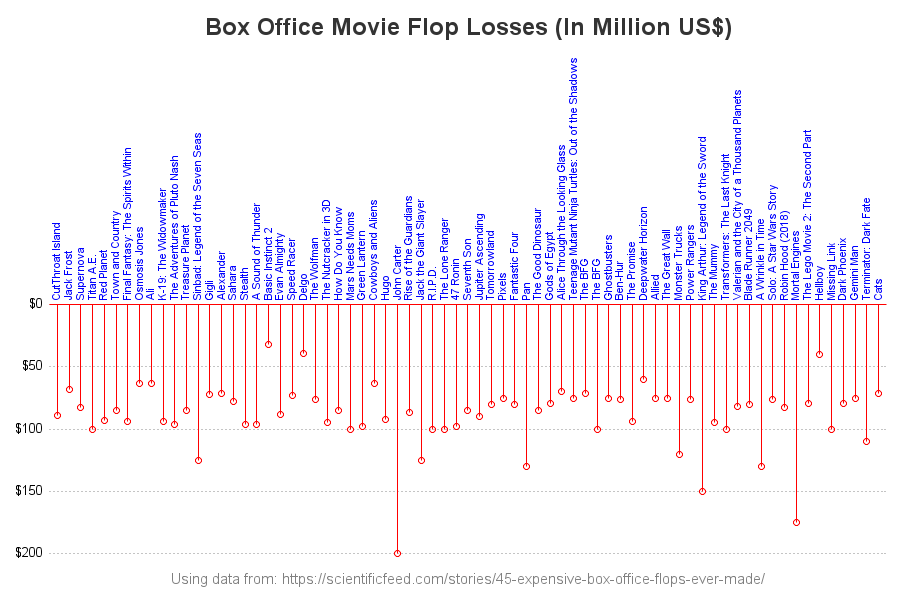 Box Office Movie Flop Losses (In Million US$)
CutThroat Island
Jack Frost
Supernova
Titan A.E.
Red Planet
Town and Country
Final Fantasy: The Spirits Within
Osmosis Jones
Ali
K-19: The Widowmaker
The Adventures of Pluto Nash
Treasure Planet
Sinbad: Legend of the Seven Seas
Gigli
Alexander
Sahara
Stealth
A Sound of Thunder
Basic Instinct 2
Evan Almighty
Speed Racer
Delgo
The Wolfman
The Nutcracker in 3D
How Do You Know
Mars Needs Moms
Green Lantern
Cowboys and Aliens
Hugo
John Carter
Rise of the Guardians
Jack the Giant Slayer
R.I.P.D.
The Lone Ranger
47 Ronin
Seventh Son
Jupiter Ascending
Tomorrowland
Pixels
Fantastic Four
Pan
The Good Dinosaur
Gods of Egypt
Alice Through the Looking Glass
Teenage Mutant Ninja Turtles: Out of the Shadows
The BFG
The BFG
Ghostbusters
Ben-Hur
The Promise
Deepwater Horizon
Allied
The Great Wall
Monster Trucks
Power Rangers
King Arthur: Legend of the Sword
The Mummy
Transformers: The Last Knight
Valerian and the City of a Thousand Planets
Blade Runner 2049
A Wrinkle in Time
Solo: A Star Wars Story
Robin Hood (2018)
Mortal Engines
The Lego Movie 2: The Second Part
Hellboy
Missing Link
Dark Phenix
Gemini Man
Terminator: Dark Fate
Cats
$0
$50
$100
$150
$200
Using data from: https://scientificfeed.com/stories/45-expensive-box-office-flops-ever-made/